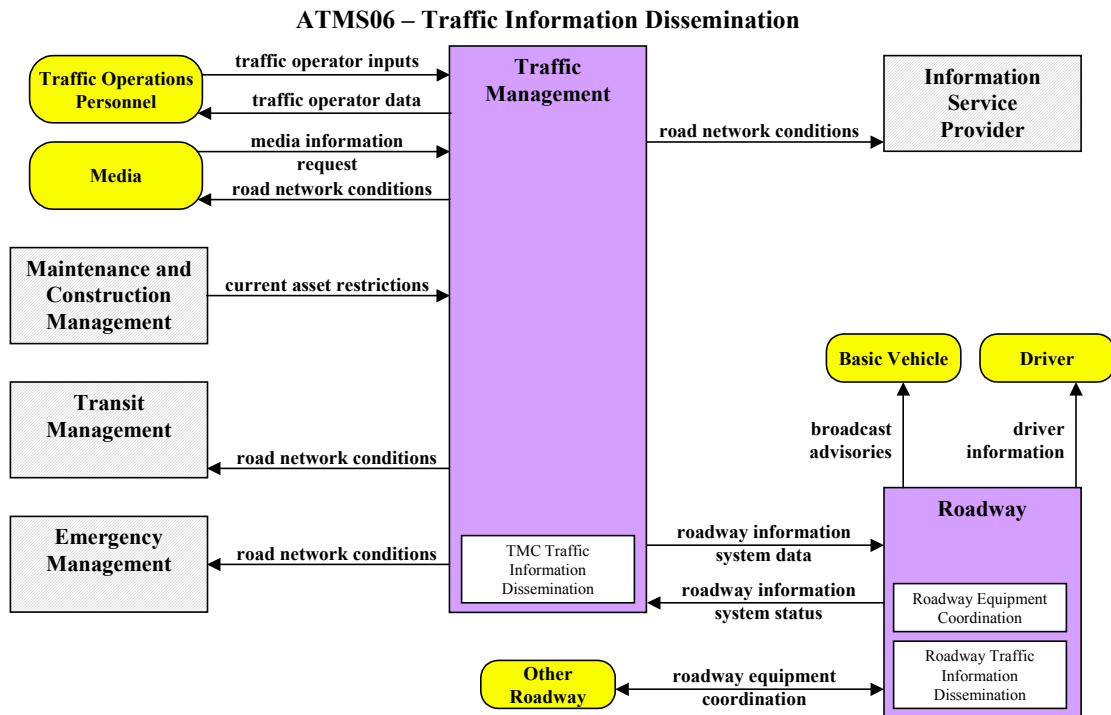 ATMS06 – Traffic Information Dissemination
Traffic Operations
Personnel
traffic operator inputs
traffic operator data
Media
media information
request
road network conditions
Maintenance and
Construction
Management
current asset restrictions
Transit
Management
road network conditions
Emergency
Management
road network conditions
Traffic
Management
TMC Traffic
Information
Dissemination
road network conditions
Information
Service
Provider
Basic Vehicle
Driver
broadcast
advisories
driver
information
Roadway
roadway information
system data
roadway information
system status
Roadway Equipment
Coordination
Roadway Traffic
Information
Dissemination
Other
Roadway
roadway equipment
coordination